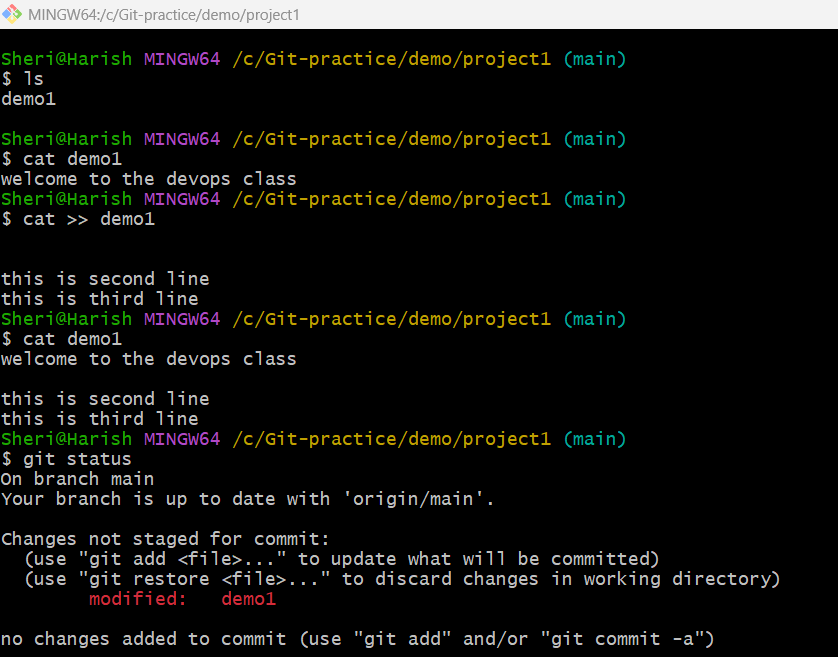 MINGW64:/c/Git-practice/demo/project1
Sheri@Harish MINGW64 /c/Git-practice/demo/project1 (main)
$ ls
demo1
Sheri@Harish MINGW64 /c/Git-practice/demo/project1 (main)
$ cat demo1
welcome to the devops class
Sheri@Harish MINGW64 /c/Git-practice/demo/project1 (main)
$ cat >> demo1
this is second line
this is third line
Sheri@Harish MINGW64 /c/Git-practice/demo/project1 (main)
$ cat demo1
welcome to the devops class
this is second line
this is third line
Sheri@Harish MINGW64 /c/Git-practice/demo/project1 (main)
$ git status
On branch main
Your branch is up to date with 'origin/main'.
Changes not staged for commit:
  (use "git add <file>..." to update what will be committed)
  (use "git restore <file>..." to discard changes in working directory)
        modified:   demo1
no changes added to commit (use "git add" and/or "git commit -a")